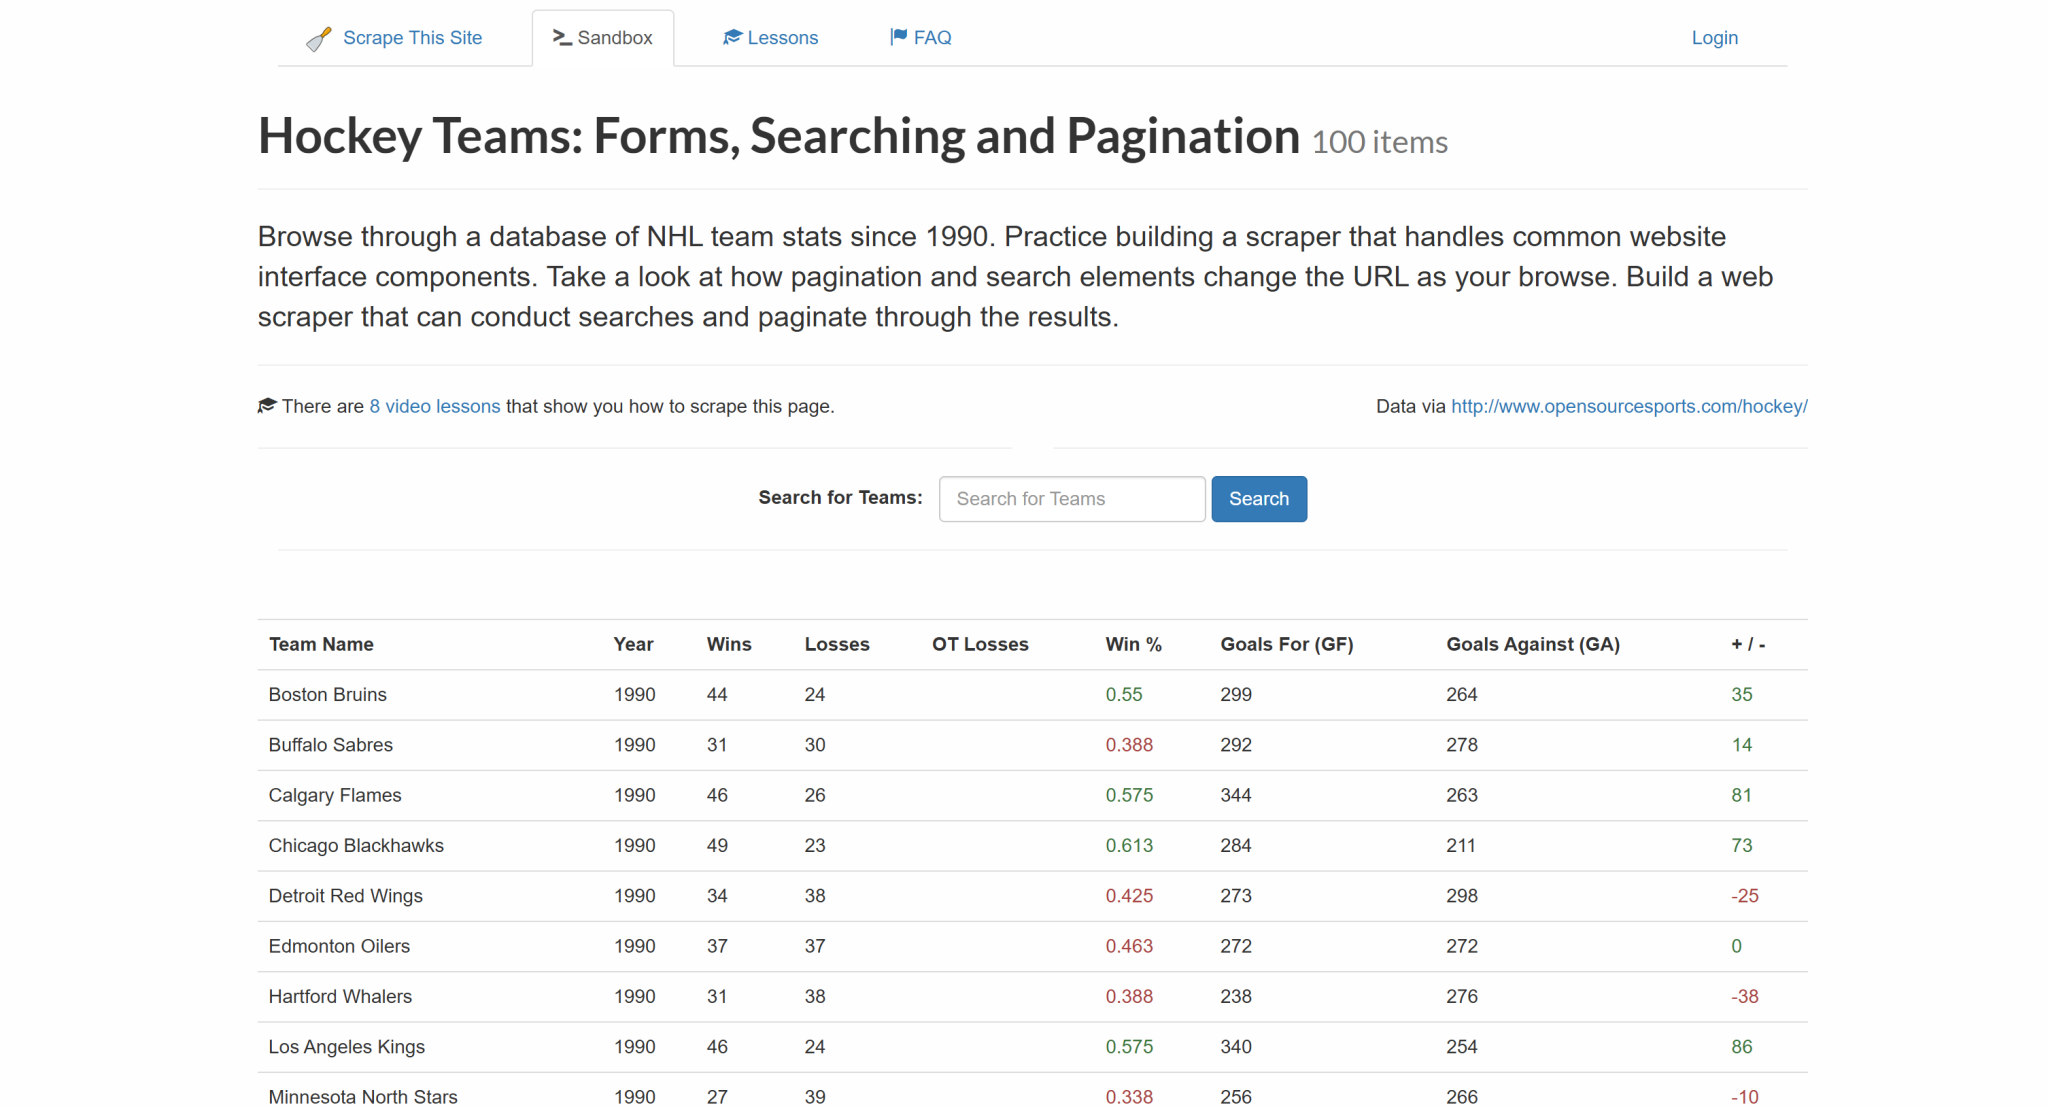 Scrape This Site Sandbox Lessons FAQ Login
Hockey Teams: Forms, Searching and Pagination 100 items
Browse through a database of NHL team stats since 1990. Practice building a scraper that handles common website
interface components. Take a look at how pagination and search elements change the URL as your browse. Build a web
scraper that can conduct searches and paginate through the results.
There are 8 video lessons that show you how to scrape this page. Data via http://www.opensourcesports.com/hockey/
Search for Teams: Search for Teams Search
Team Name Year Wins Losses OT Losses Win % Goals For (GF) Goals Against (GA) + / -
Boston Bruins 1990 44 24 0.55 299 264 35
Buffalo Sabres 1990 31 30 0.388 292 278 14
Calgary Flames 1990 46 26 0.575 344 263 81
Chicago Blackhawks 1990 49 23 0.613 284 211 73
Detroit Red Wings 1990 34 38 0.425 273 298 -25
Edmonton Oilers 1990 37 37 0.463 272 272 0
Hartford Whalers 1990 31 38 0.388 238 276 -38
Los Angeles Kings 1990 46 24 0.575 340 254 86
Minnesota North Stars 1990 27 39 0.338 256 266 -10